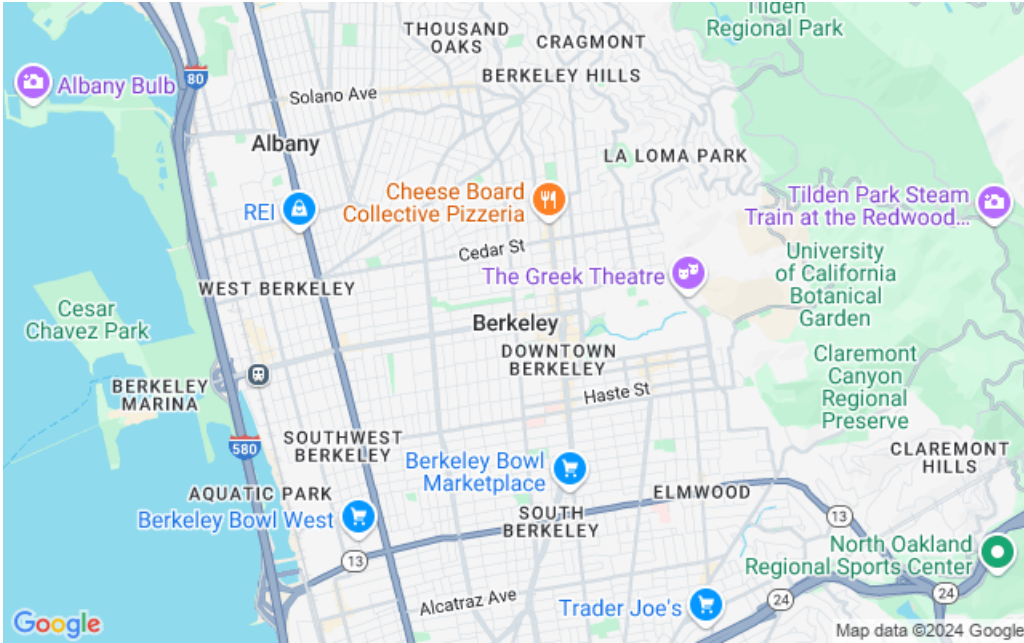 Tilden
Regional Park
THOUSAND
OAKS
CRAGMONT
BERKELEY HILLS
80
Albany Bulb
Solano Ave
Albany
LA LOMA PARK
Cheese Board
Collective Pizzeria
Tilden Park Steam
Train at the Redwood...
REI
Cedar St
The Greek Theatre
University
of California
Botanical
Garden
WEST BERKELEY
Cesar
Chavez Park
Berkeley
DOWNTOWN
BERKELEY
Claremont
Canyon
Regional
Preserve
BERKELEY
MARINA
Haste St
580
SOUTHWEST
BERKELEY
CLAREMONT
HILLS
Berkeley Bowl
Marketplace
AQUATIC PARK
ELMWOOD
Berkeley Bowl West
SOUTH
BERKELEY
13
13
North Oakland
Regional Sports Center
Alcatraz Ave
Trader Joe's
24
24
Google
Map data ©2024 Google